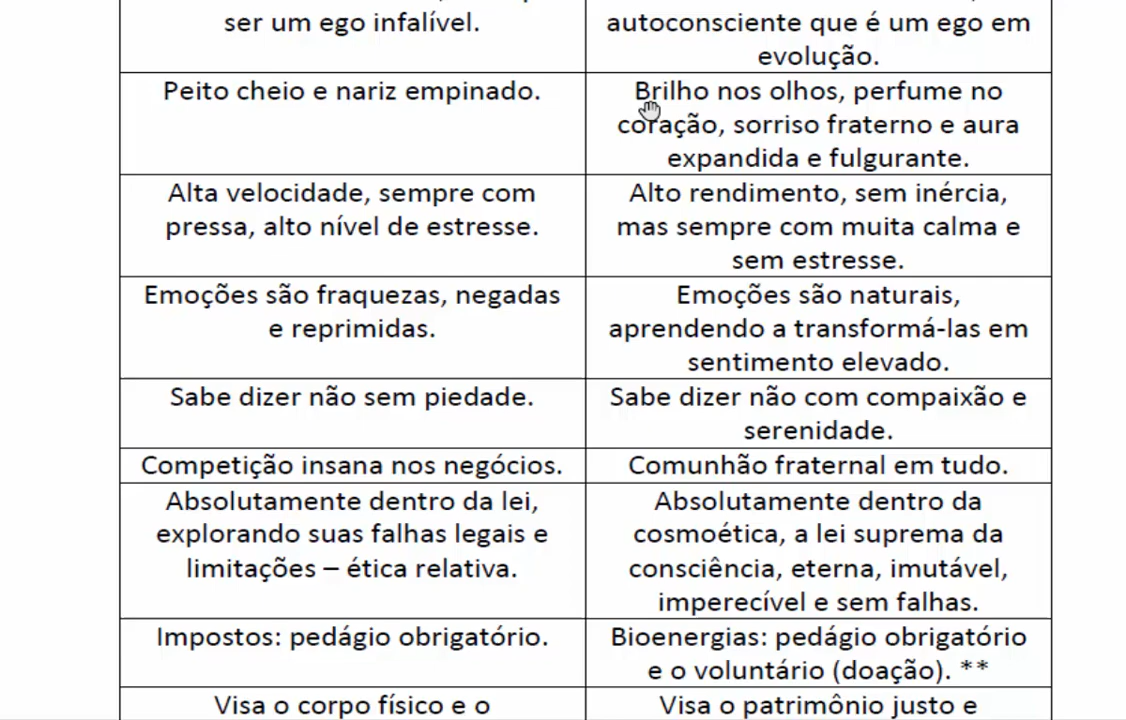 ser um ego infalível.
autoconsciente que é um ego em
evolução.
Peito cheio e nariz empinado.
Brilho nos olhos, perfume no
coração, sorriso fraterno e aura
expandida e fulgurante.
Alta velocidade, sempre com
pressa, alto nível de estresse.
Alto rendimento, sem inércia,
mas sempre com muita calma e
sem estresse.
Emoções são fraquezas, negadas
e reprimidas.
Emoções são naturais,
aprendendo a transformá-las em
sentimento elevado.
Sabe dizer não sem piedade.
Sabe dizer não com compaixão e
serenidade.
Competição insana nos negócios.
Comunhão fraternal em tudo.
Absolutamente dentro da lei,
explorando suas falhas legais e
limitações – ética relativa.
Absolutamente dentro da
cosmoética, a lei suprema da
consciência, eterna, imutável,
imperecível e sem falhas.
Impostos: pedágio obrigatório.
Bioenergias: pedágio obrigatório
e o voluntário (doação). **
Visa o corpo físico e o
Visa o patrimônio justo e